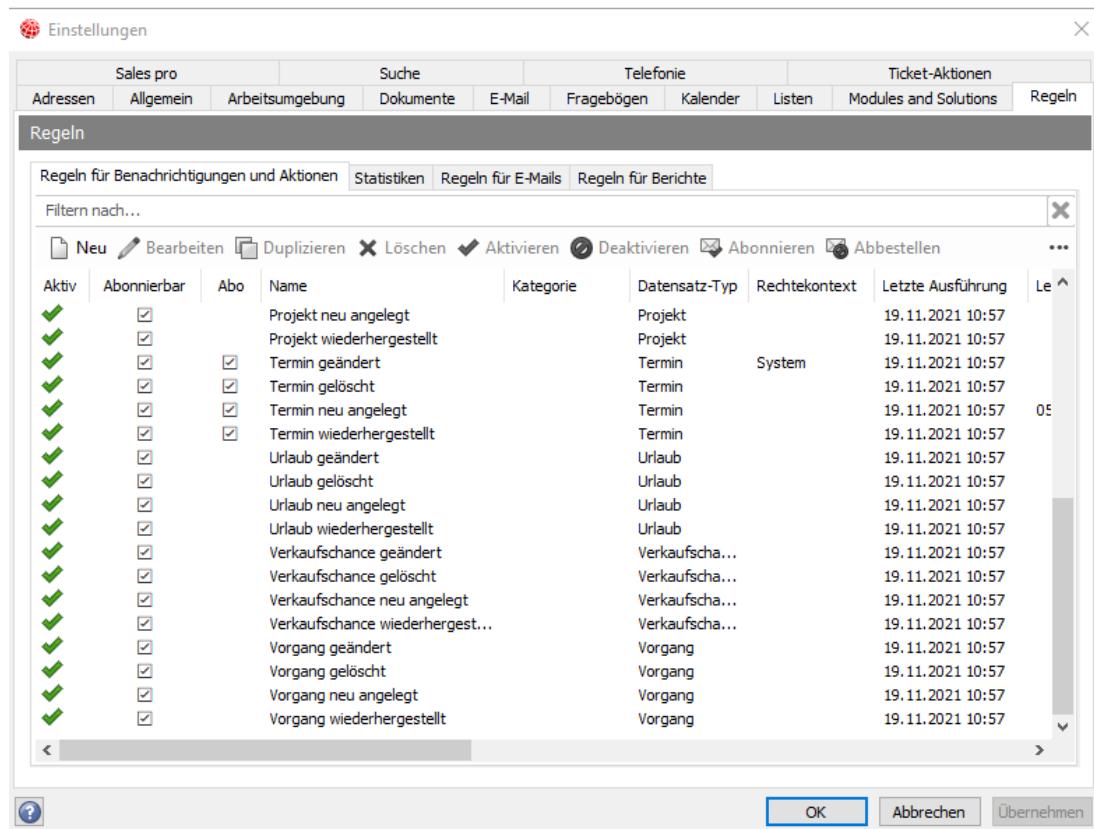 Einstellungen
Sales pro Suche Telefonie Ticket-Aktionen
Adressen Allgemein Arbeitsumgebung Dokumente E-Mail Fragebögen Kalender Listen Modules and Solutions Regeln
Regeln
Regeln für Benachrichtigungen und Aktionen Statistiken Regeln für E-Mails Regeln für Berichte
Filtern nach...
Neu Bearbeiten Duplizieren Löschen Aktivieren Deaktivieren Abonnieren Abbestellen ...
Aktiv Abonnierbar Abo Name Kategorie Datensatz-Typ Rechtekontext Letzte Ausführung Le
Projekt neu angelegt Projekt 19.11.2021 10:57
Projekt wiederhergestellt Projekt 19.11.2021 10:57
Termin geändert Termin System 19.11.2021 10:57
Termin gelöscht Termin 19.11.2021 10:57
Termin neu angelegt Termin 19.11.2021 10:57 05
Termin wiederhergestellt Termin 19.11.2021 10:57
Urlaub geändert Urlaub 19.11.2021 10:57
Urlaub gelöscht Urlaub 19.11.2021 10:57
Urlaub neu angelegt Urlaub 19.11.2021 10:57
Urlaub wiederhergestellt Urlaub 19.11.2021 10:57
Verkaufschance geändert Verkaufscha... 19.11.2021 10:57
Verkaufschance gelöscht Verkaufscha... 19.11.2021 10:57
Verkaufschance neu angelegt Verkaufscha... 19.11.2021 10:57
Verkaufschance wiederhergest... Verkaufscha... 19.11.2021 10:57
Vorgang geändert Vorgang 19.11.2021 10:57
Vorgang gelöscht Vorgang 19.11.2021 10:57
Vorgang neu angelegt Vorgang 19.11.2021 10:57
Vorgang wiederhergestellt Vorgang 19.11.2021 10:57
OK Abbrechen Übernehmen